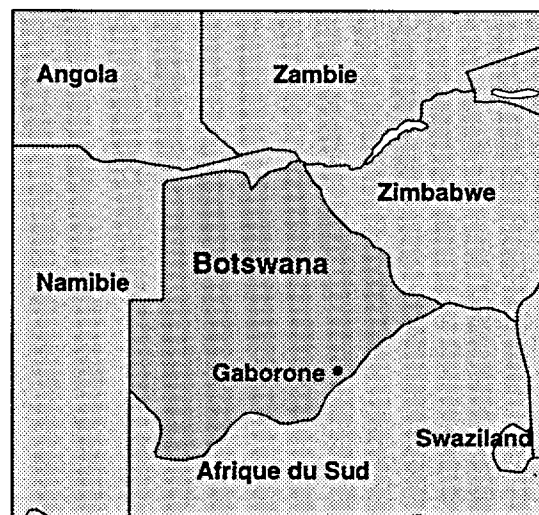 Angola
Zambie
Zimbabwe
Botswana
Namibie
Gaborone
Swaziland
Afrique du Sud